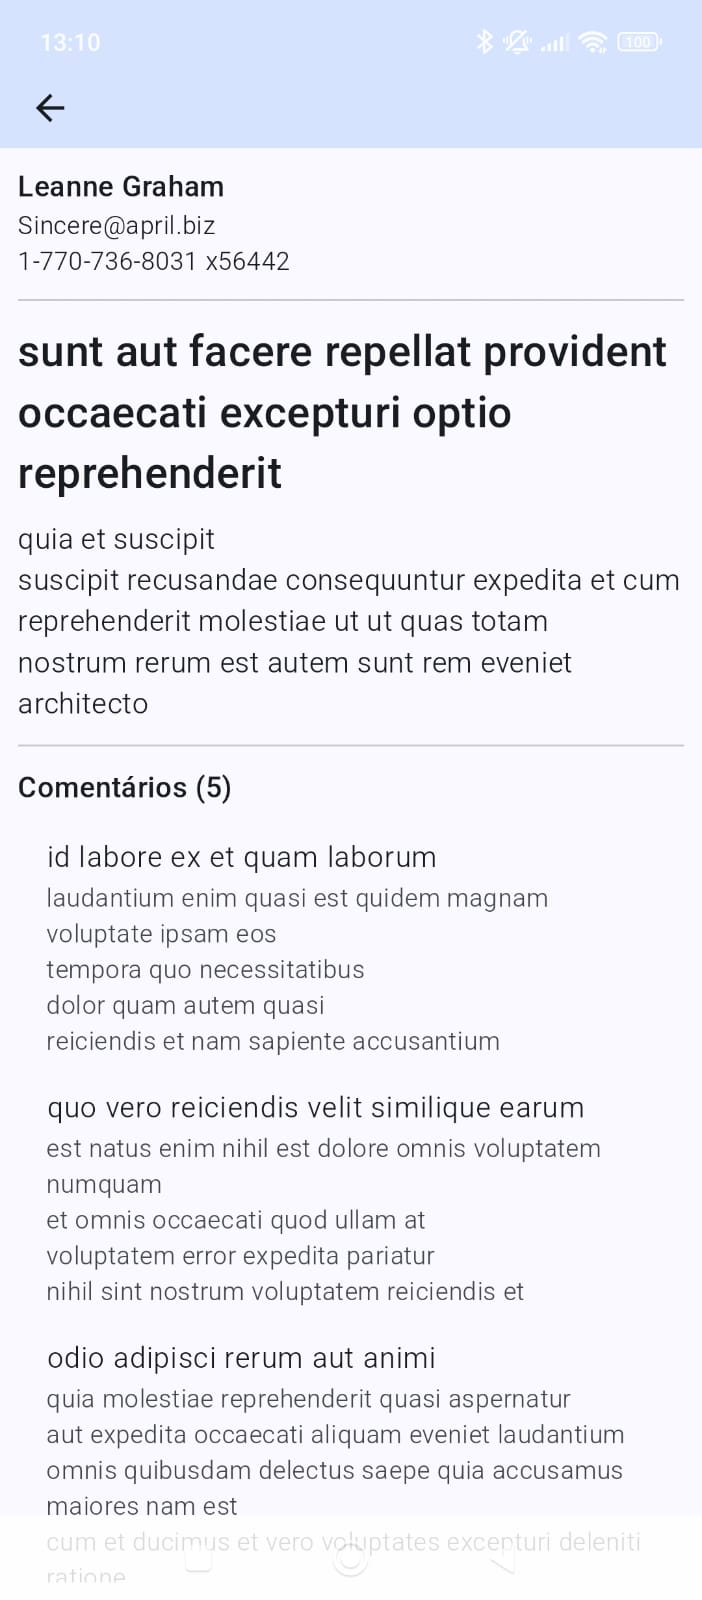 13:10
100
Leanne Graham
Sincere@april.biz
1-770-736-8031 x56442
sunt aut facere repellat provident
occaecati excepturi optio
reprehenderit
quia et suscipit
suscipit recusandae consequuntur expedita et cum
reprehenderit molestiae ut ut quas totam
nostrum rerum est autem sunt rem eveniet
architecto
Comentários (5)
id labore ex et quam laborum
laudantium enim quasi est quidem magnam
voluptate ipsam eos
tempora quo necessitatibus
dolor quam autem quasi
reiciendis et nam sapiente accusantium
quo vero reiciendis velit similique earum
est natus enim nihil est dolore omnis voluptatem
numquam
et omnis occaecati quod ullam at
voluptatem error expedita pariatur
nihil sint nostrum voluptatem reiciendis et
odio adipisci rerum aut animi
quia molestiae reprehenderit quasi aspernatur
aut expedita occaecati aliquam eveniet laudantium
omnis quibusdam delectus saepe quia accusamus
maiores nam est
cum et ducimus et vero voluptates excepturi deleniti
ratione